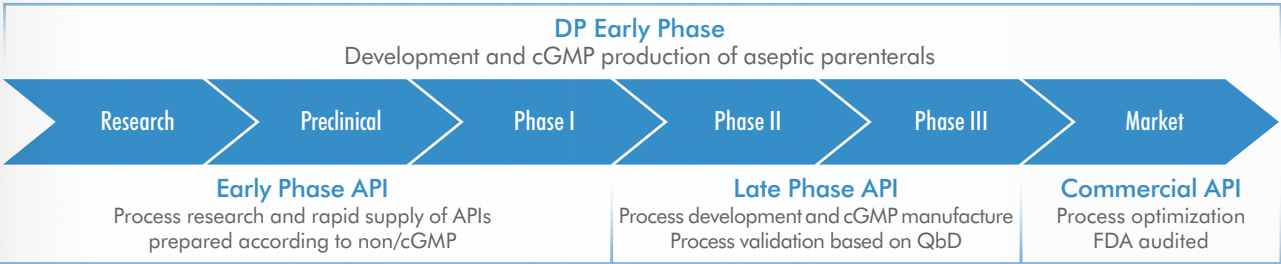 DP Early Phase
Development and cGMP production of aseptic parenterals
Research
Preclinical
Phase I
Phase II
Phase III
Market
Early Phase API
Process research and rapid supply of APIs
prepared according to non/cGMP
Late Phase API
Process development and cGMP manufacture
Process validation based on QbD
Commercial API
Process optimization
FDA audited